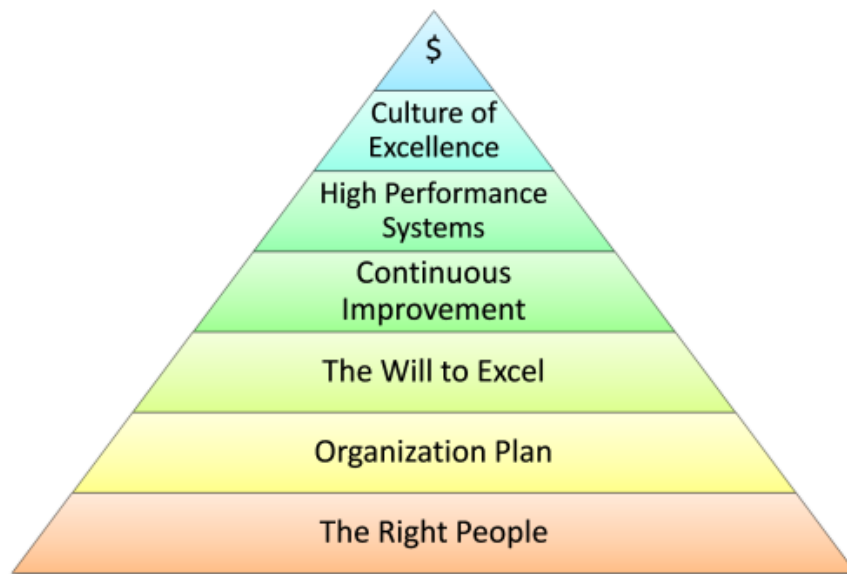 $
Culture of
Excellence
High Performance
Systems
Continuous
Improvement
The Will to Excel
Organization Plan
The Right People